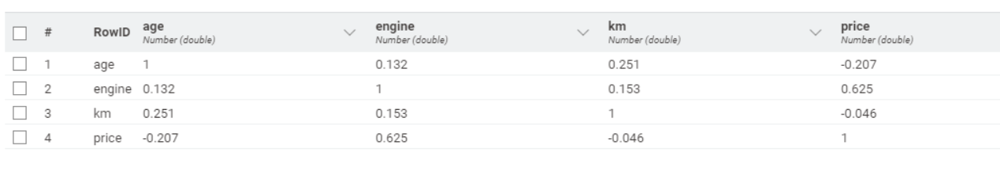 # RowID age engine km price
Number (double) Number (double) Number (double) Number (double)
1 age 1 0.132 0.251 -0.207
2 engine 0.132 1 0.153 0.625
3 km 0.251 0.153 1 -0.046
4 price -0.207 0.625 -0.046 1